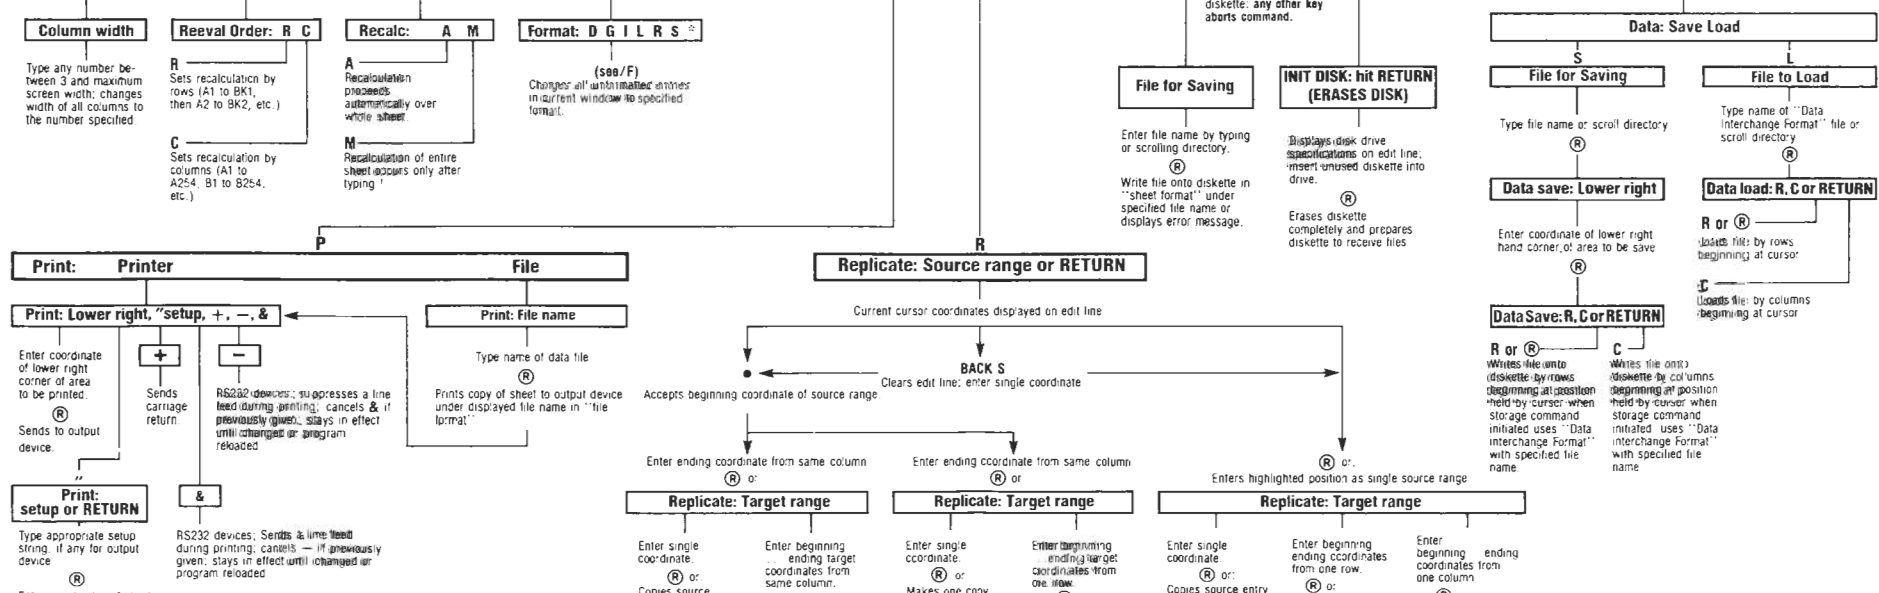 diskette: any other key
aborts command.
Column width
Type any number be-
tween 3 and maximum
screen width; changes
width of all columns to
the number specified.
Reeval Order: R C
R
Sets recalculation by
rows (A1 to BK1,
then A2 to BK2, etc.)
C
Sets recalculation by
columns (A1 to
A254, B1 to B254,
etc.)
Recalc: A M
A
Recalculation
proceeds
automatically over
whole sheet.
M
Recalculation of entire
sheet occurs only after
typing !
Format: D G I L R S *
(see/F)
Changes all unformatted entries
in current window to specified
format.
File for Saving
Enter file name by typing
or scrolling directory.
Ⓡ
Write file onto diskette in
"sheet format" under
specified file name or
displays error message.
INIT DISK: hit RETURN
(ERASES DISK)
Displays disk drive
specifications on edit line;
insert unused diskette into
drive.
Ⓡ
Erases diskette
completely and prepares
diskette to receive files
Data: Save Load
S
File for Saving
Type file name or scroll directory
Ⓡ
Data save: Lower right
Enter coordinate of lower right
hand corner of area to be save
Ⓡ
Data Save: R, C or RETURN
R or Ⓡ
Writes file onto
diskette by rows
beginning at position
held by cursor when
storage command
initiated uses "Data
interchange Format"
with specified file
name
C
Writes file onto
diskette by columns
beginning at position
held by cursor when
storage command
initiated uses "Data
interchange Format"
with specified file
name
L
File to Load
Type name of "Data
Interchange Format" file or
scroll directory
Ⓡ
Data load: R, C or RETURN
R or Ⓡ
Loads file by rows
beginning at cursor
C
Loads file by columns
beginning at cursor
P
Print: Printer File
Print: Lower right, "setup, +, −, &
Enter coordinate
of lower right
corner of area
to be printed.
Ⓡ
Sends to output
device.
+
Sends
carriage
return.
−
RS232 devices; suppresses a line
feed during printing; cancels & if
previously given; stays in effect
until changed or program
reloaded
"
Print:
setup or RETURN
Type appropriate setup
string, if any for output
device
Ⓡ
&
RS232 devices; Sends a line feed
during printing; cancels − if previously
given; stays in effect until changed or
program reloaded
Print: File name
Type name of data file
Ⓡ
Prints copy of sheet to output device
under displayed file name in "file
format"
R
Replicate: Source range or RETURN
Current cursor coordinates displayed on edit line
BACK S
Clears edit line; enter single coordinate
Accepts beginning coordinate of source range.
Enter ending coordinate from same column
Ⓡ or
Replicate: Target range
Enter single
coordinate.
Ⓡ or
Copies source
Enter beginning
... ending target
coordinates from
same column.
Enter ending coordinate from same column
Ⓡ or
Replicate: Target range
Enter single
coordinate.
Ⓡ or
Makes one copy
Enter beginning
... ending target
coordinates from
one row.
Ⓡ or.
Enters highlighted position as single source range
Replicate: Target range
Enter single
coordinate.
Ⓡ or:
Copies source entry
Enter beginning
ending coordinates
from one row.
Ⓡ or
Enter
beginning ending
coordinates from
one column
Ⓡ